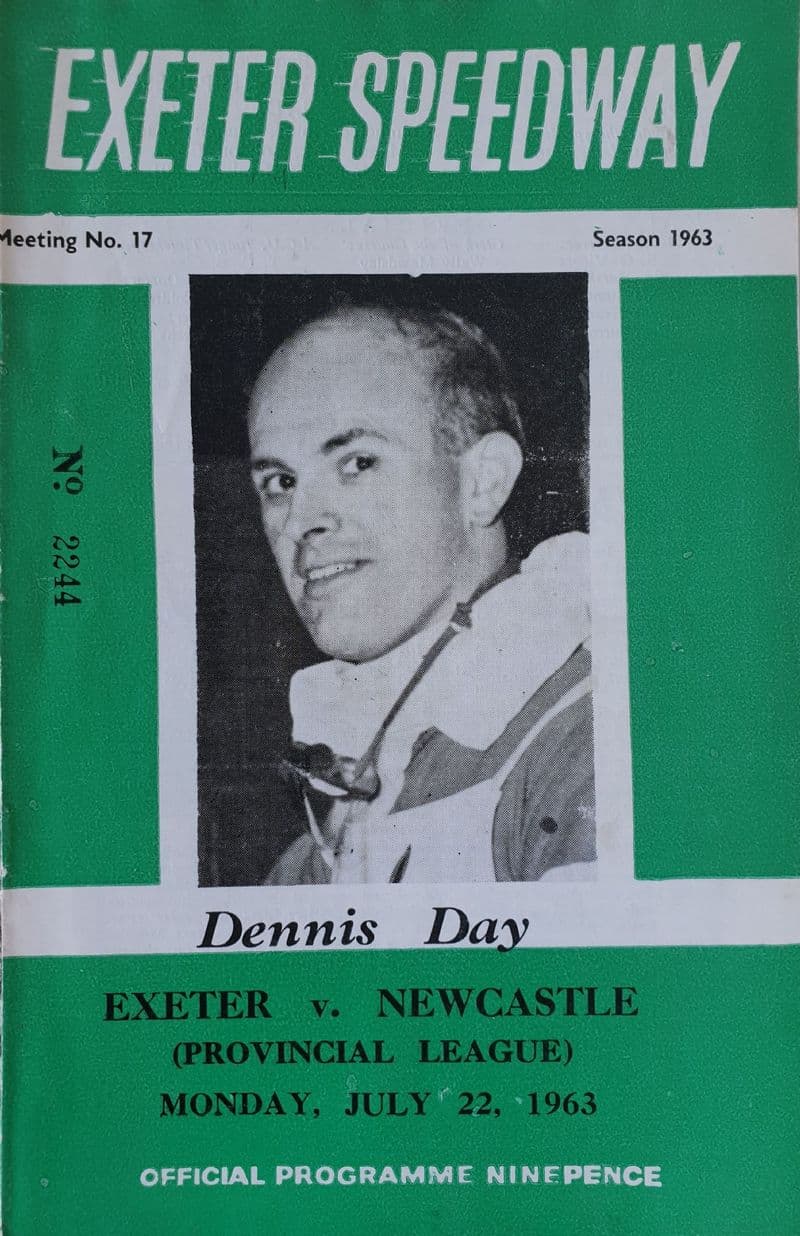 EXETER SPEEDWAY
Meeting No. 17
Season 1963
Nº 2244
Dennis Day
EXETER v. NEWCASTLE
(PROVINCIAL LEAGUE)
MONDAY, JULY 22, 1963
OFFICIAL PROGRAMME NINEPENCE